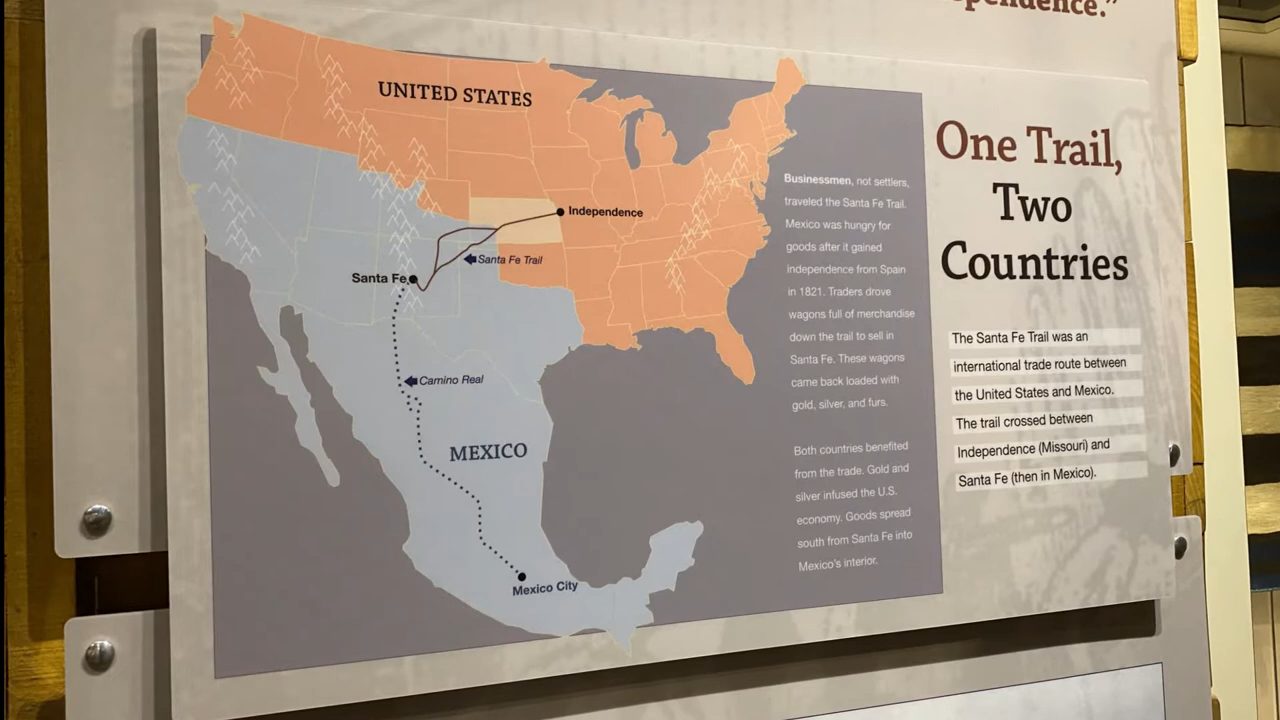 pendence.”
UNITED STATES
Independence
Santa Fe Trail
Santa Fe
Camino Real
MEXICO
Mexico City
Businessmen, not settlers,
traveled the Santa Fe Trail.
Mexico was hungry for
goods after it gained
independence from Spain
in 1821. Traders drove
wagons full of merchandise
down the trail to sell in
Santa Fe. These wagons
came back loaded with
gold, silver, and furs.
Both countries benefited
from the trade. Gold and
silver infused the U.S.
economy. Goods spread
south from Santa Fe into
Mexico's interior.
One Trail,
Two
Countries
The Santa Fe Trail was an
international trade route between
the United States and Mexico.
The trail crossed between
Independence (Missouri) and
Santa Fe (then in Mexico).